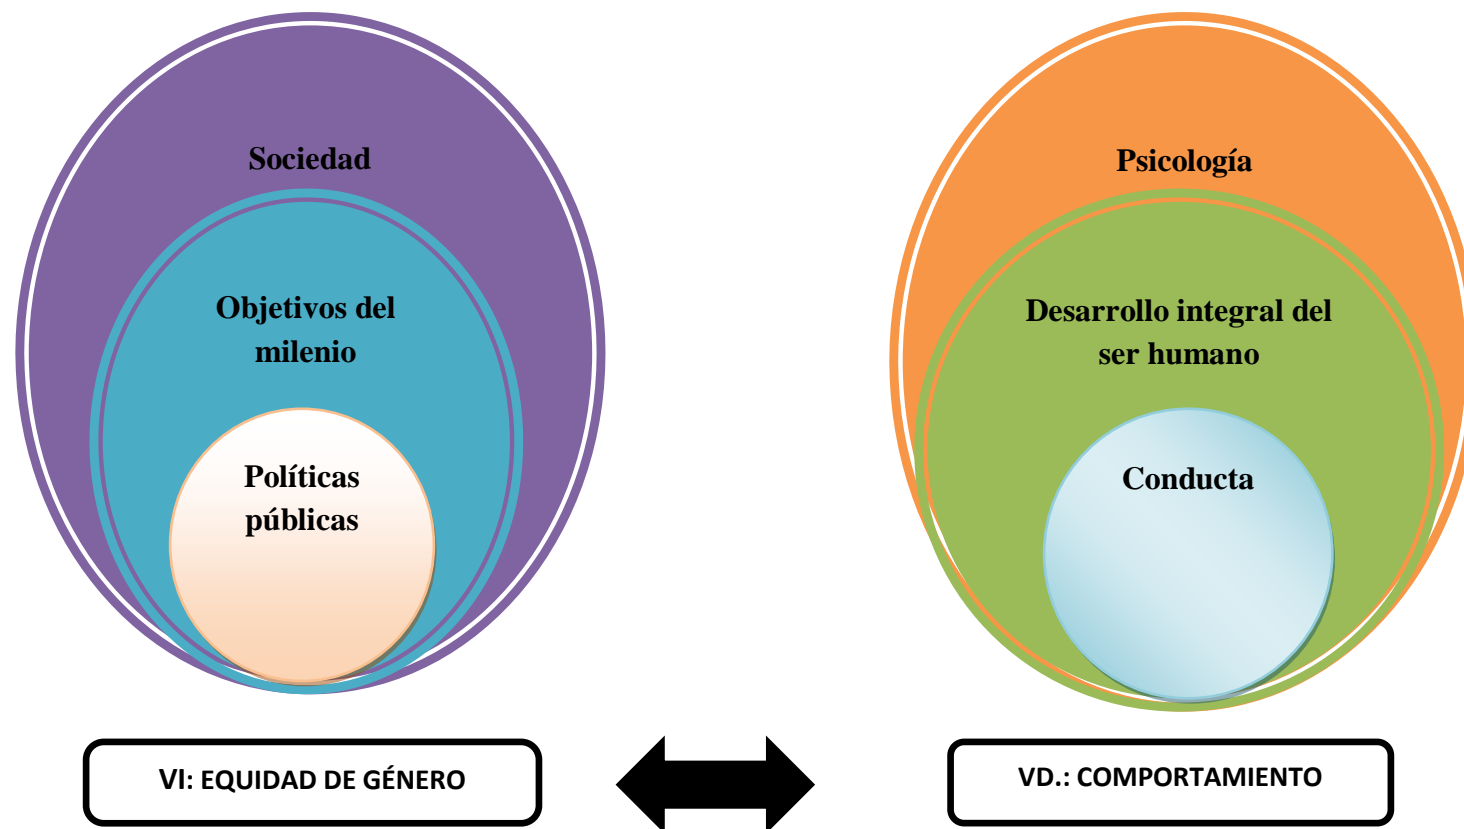 Sociedad
Objetivos del
milenio
Políticas
públicas
VI: EQUIDAD DE GÉNERO
Psicología
Desarrollo integral del
ser humano
Conducta
VD.: COMPORTAMIENTO